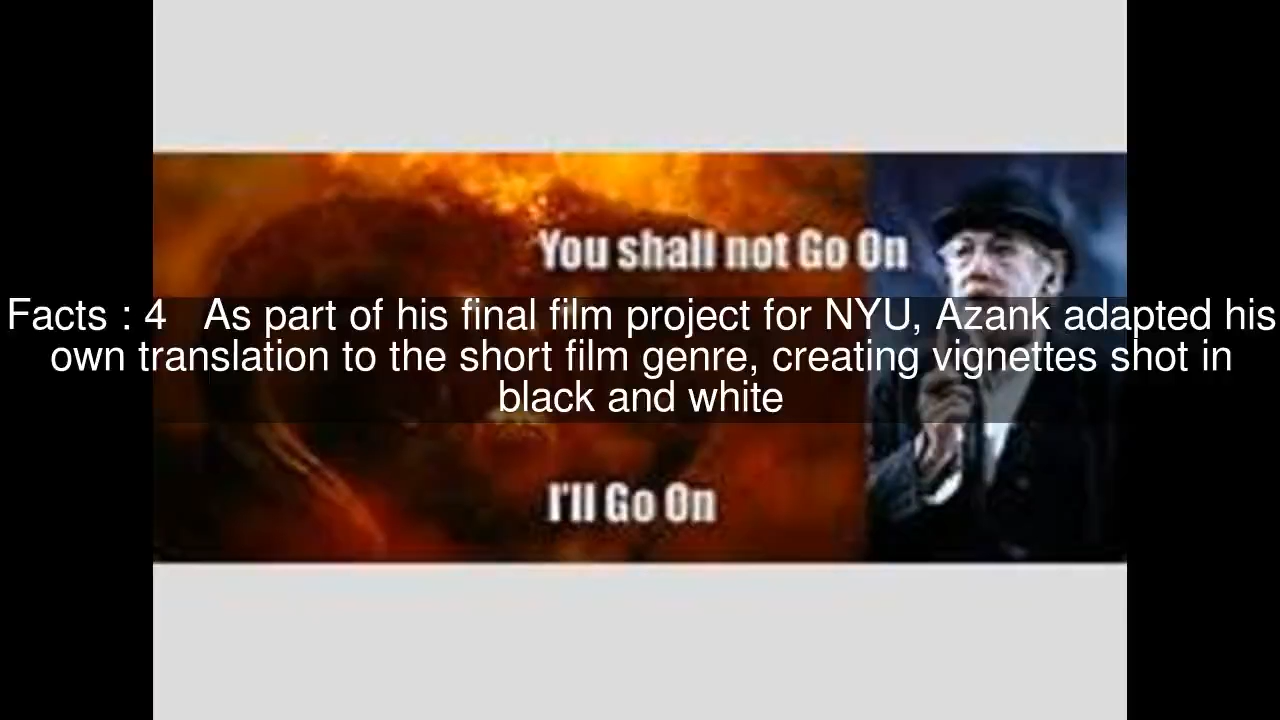 You shall not Go On
Facts : 4   As part of his final film project for NYU, Azank adapted his
own translation to the short film genre, creating vignettes shot in
black and white
I'll Go On